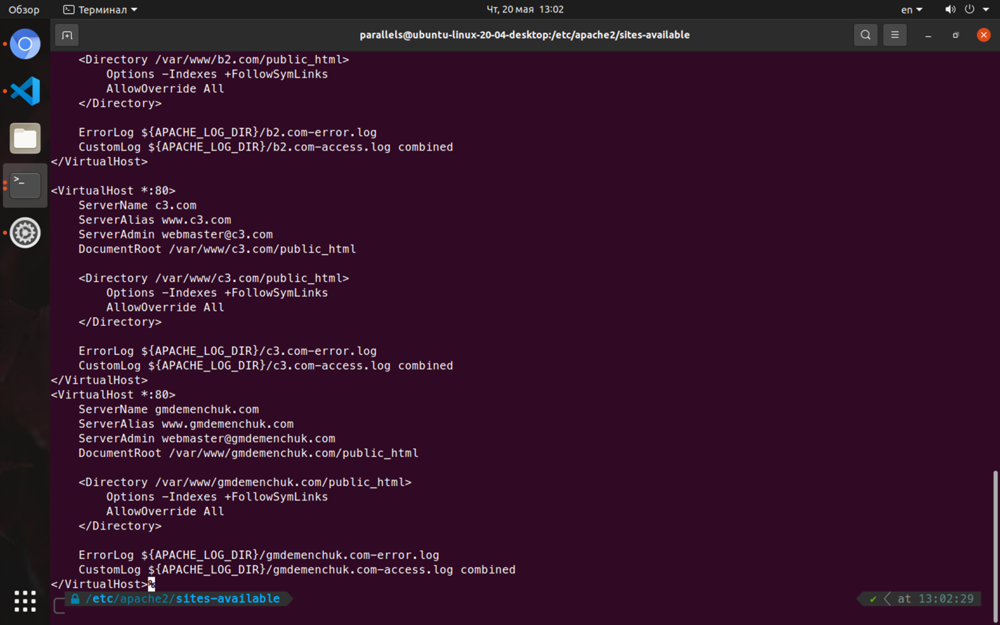 Обзор Терминал Чт, 20 мая 13:02 en
parallels@ubuntu-linux-20-04-desktop:/etc/apache2/sites-available
<Directory /var/www/b2.com/public_html>
Options -Indexes +FollowSymLinks
AllowOverride All
</Directory>
ErrorLog ${APACHE_LOG_DIR}/b2.com-error.log
CustomLog ${APACHE_LOG_DIR}/b2.com-access.log combined
</VirtualHost>
<VirtualHost *:80>
ServerName c3.com
ServerAlias www.c3.com
ServerAdmin webmaster@c3.com
DocumentRoot /var/www/c3.com/public_html
<Directory /var/www/c3.com/public_html>
Options -Indexes +FollowSymLinks
AllowOverride All
</Directory>
ErrorLog ${APACHE_LOG_DIR}/c3.com-error.log
CustomLog ${APACHE_LOG_DIR}/c3.com-access.log combined
</VirtualHost>
<VirtualHost *:80>
ServerName gmdemenchuk.com
ServerAlias www.gmdemenchuk.com
ServerAdmin webmaster@gmdemenchuk.com
DocumentRoot /var/www/gmdemenchuk.com/public_html
<Directory /var/www/gmdemenchuk.com/public_html>
Options -Indexes +FollowSymLinks
AllowOverride All
</Directory>
ErrorLog ${APACHE_LOG_DIR}/gmdemenchuk.com-error.log
CustomLog ${APACHE_LOG_DIR}/gmdemenchuk.com-access.log combined
</VirtualHost>%
/etc/apache2/sites-available ✔ at 13:02:29